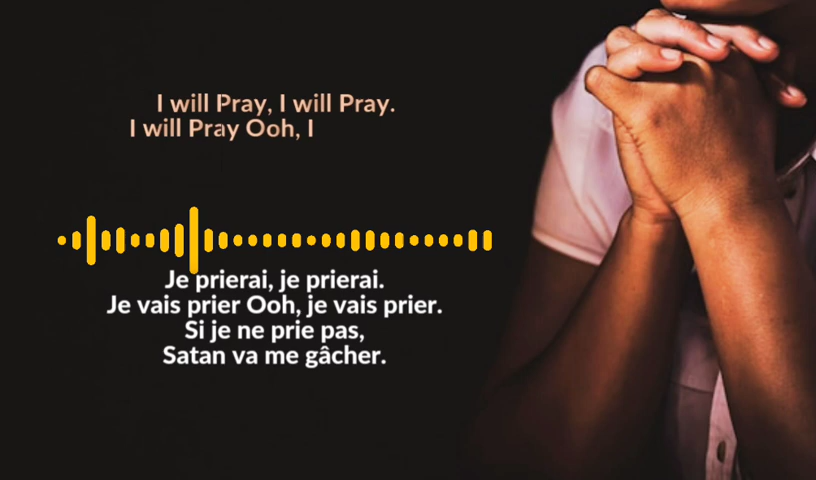 I will Pray, I will Pray.
I will Pray Ooh, I
Je prierai, je prierai.
Je vais prier Ooh, je vais prier.
Si je ne prie pas,
Satan va me gâcher.